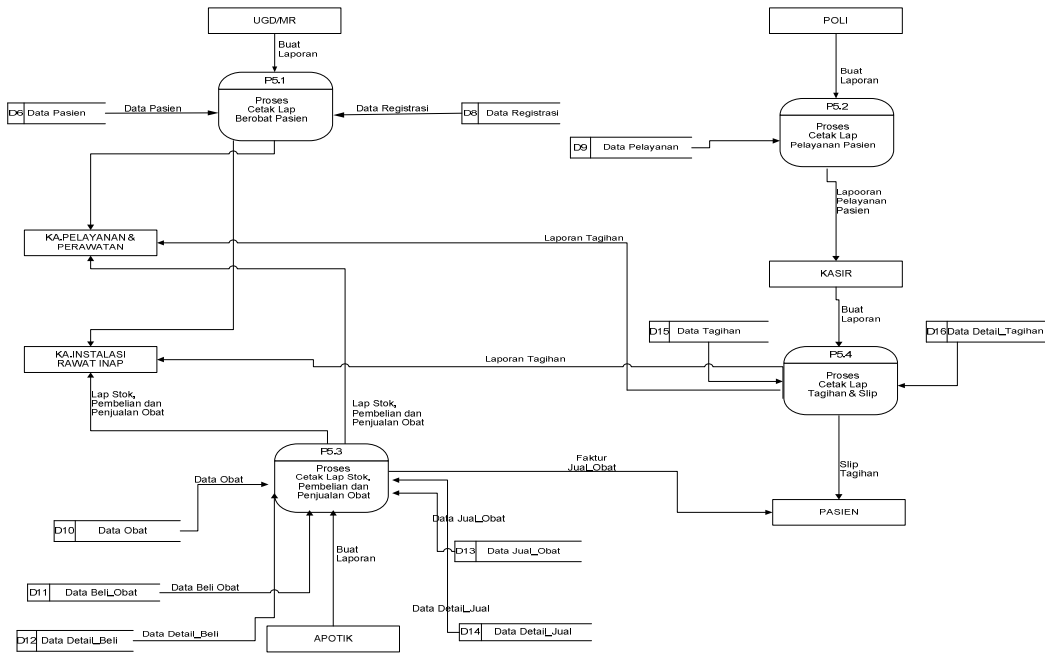 UGD/MR
POLI
Buat
Laporan
Buat
Laporan
P5.1
Proses
Cetak Lap
Berobat Pasien
D6 Data Pasien
Data Pasien
Data Registrasi
D8 Data Registrasi
P5.2
Proses
Cetak Lap
Pelayanan Pasien
D9 Data Pelayanan
Lapooran
Pelayanan
Pasien
KA.PELAYANAN &
PERAWATAN
Laporan Tagihan
KASIR
Buat
Laporan
D15 Data Tagihan
D16 Data Detail_Tagihan
KA.INSTALASI
RAWAT INAP
Laporan Tagihan
P5.4
Proses
Cetak Lap
Tagihan & Slip
Lap Stok,
Pembelian dan
Penjualan Obat
Lap Stok,
Pembelian dan
Penjualan Obat
P5.3
Proses
Cetak Lap Stok,
Pembelian dan
Penjualan Obat
Faktur
Jual_Obat
Slip
Tagihan
PASIEN
Data Obat
D10 Data Obat
Data Jual_Obat
D13 Data Jual_Obat
Buat
Laporan
D11 Data Beli_Obat
Data Beli Obat
Data Detail_Jual
D14 Data Detail_Jual
D12 Data Detail_Beli
Data Detail_Beli
APOTIK